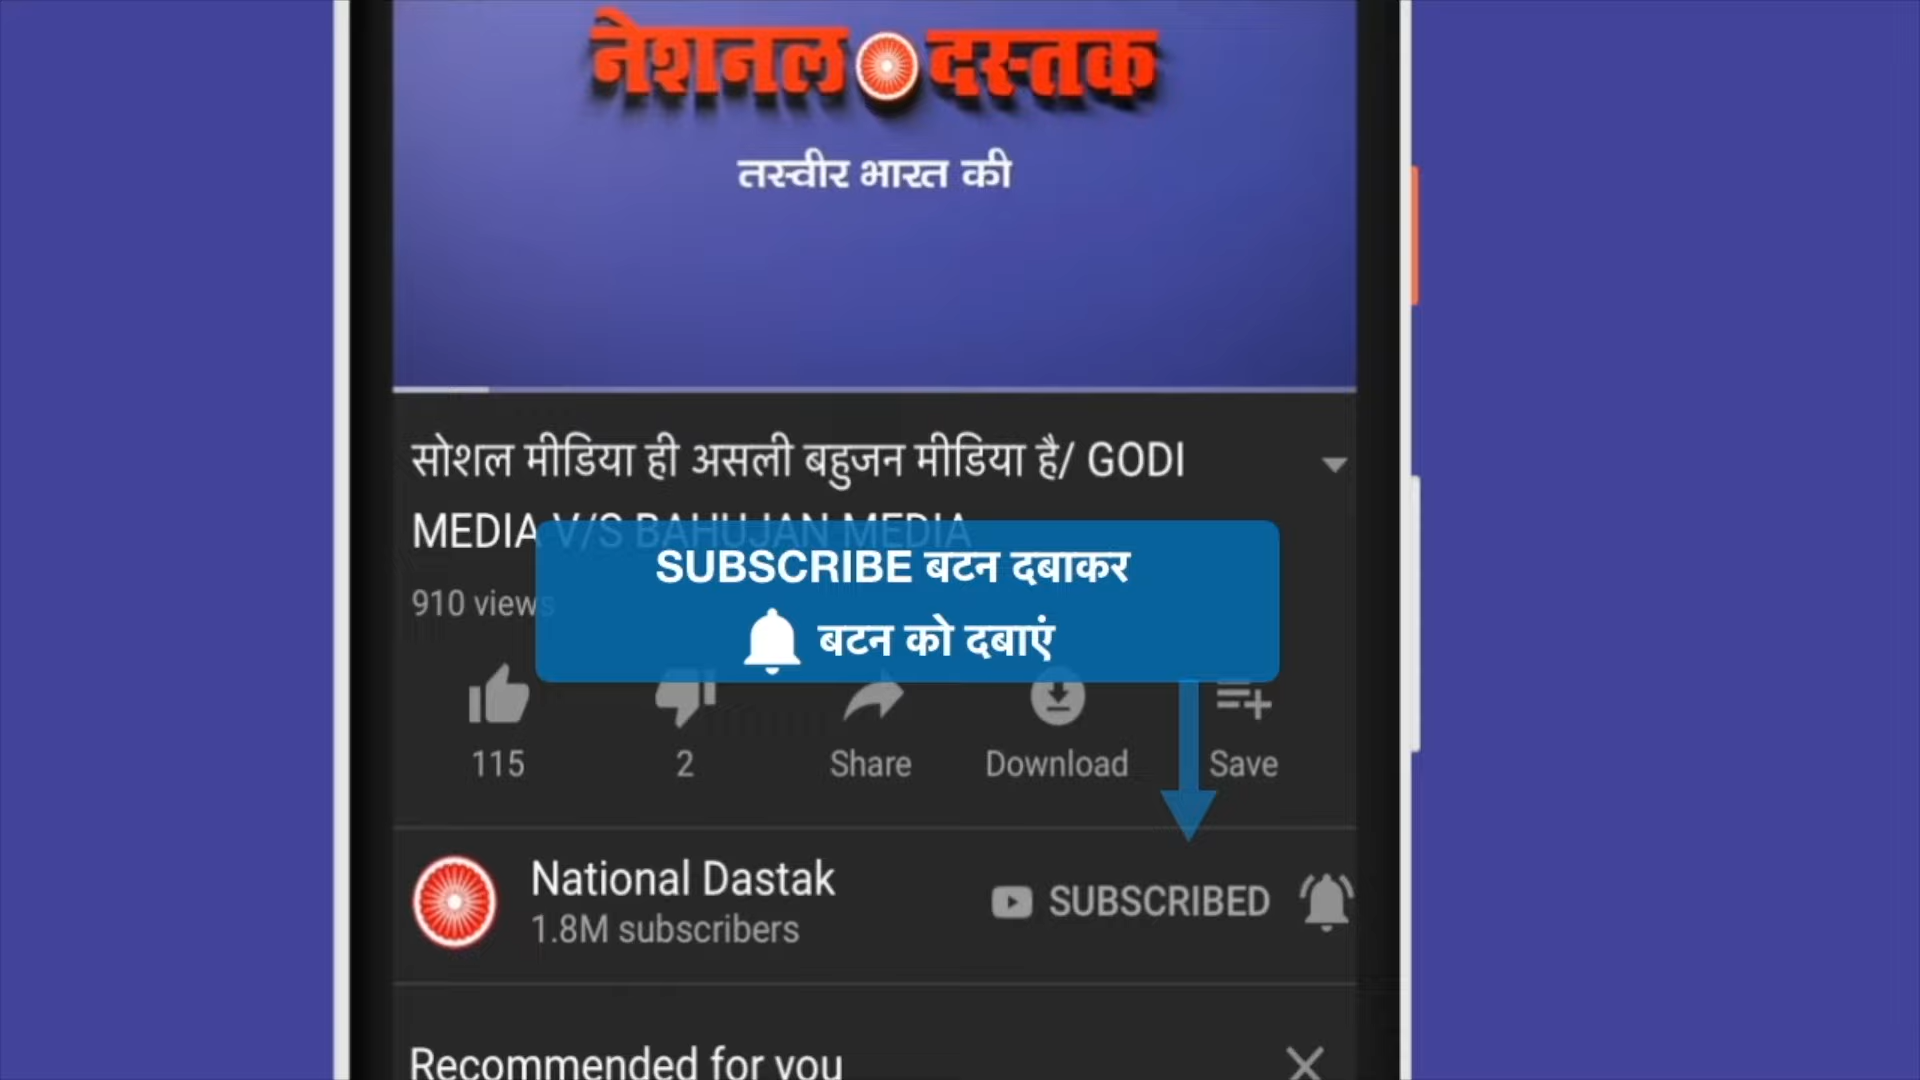 नेशनल दस्तक
तस्वीर भारत की
सोशल मीडिया ही असली बहुजन मीडिया है/ GODI
MEDIA V/S BAHUJAN MEDIA
SUBSCRIBE बटन दबाकर
बटन को दबाएं
910 views
115
2
Share
Download
Save
National Dastak
1.8M subscribers
SUBSCRIBED
Recommended for you